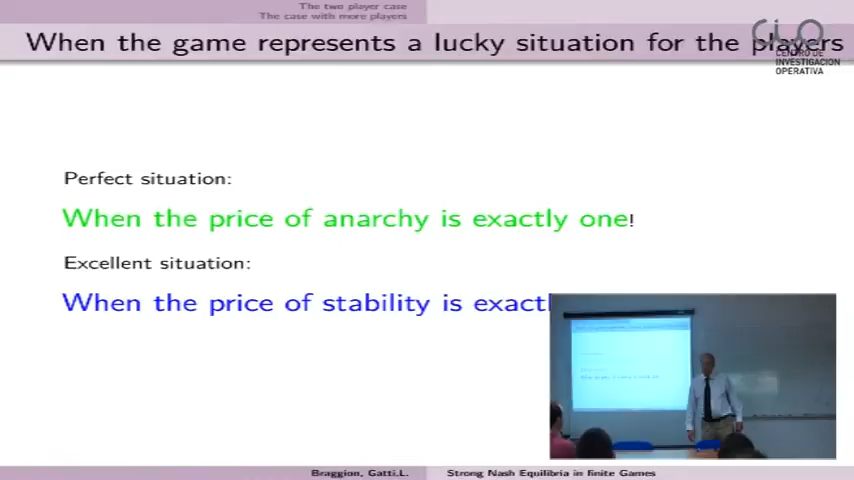 The two player case
The case with more players
When the game represents a lucky situation for the players
CENTRO DE
INVESTIGACION
OPERATIVA
Perfect situation:
When the price of anarchy is exactly one!
Excellent situation:
When the price of stability is
Braggion, Gatti,L.
Strong Nash Equilibria in finite Games